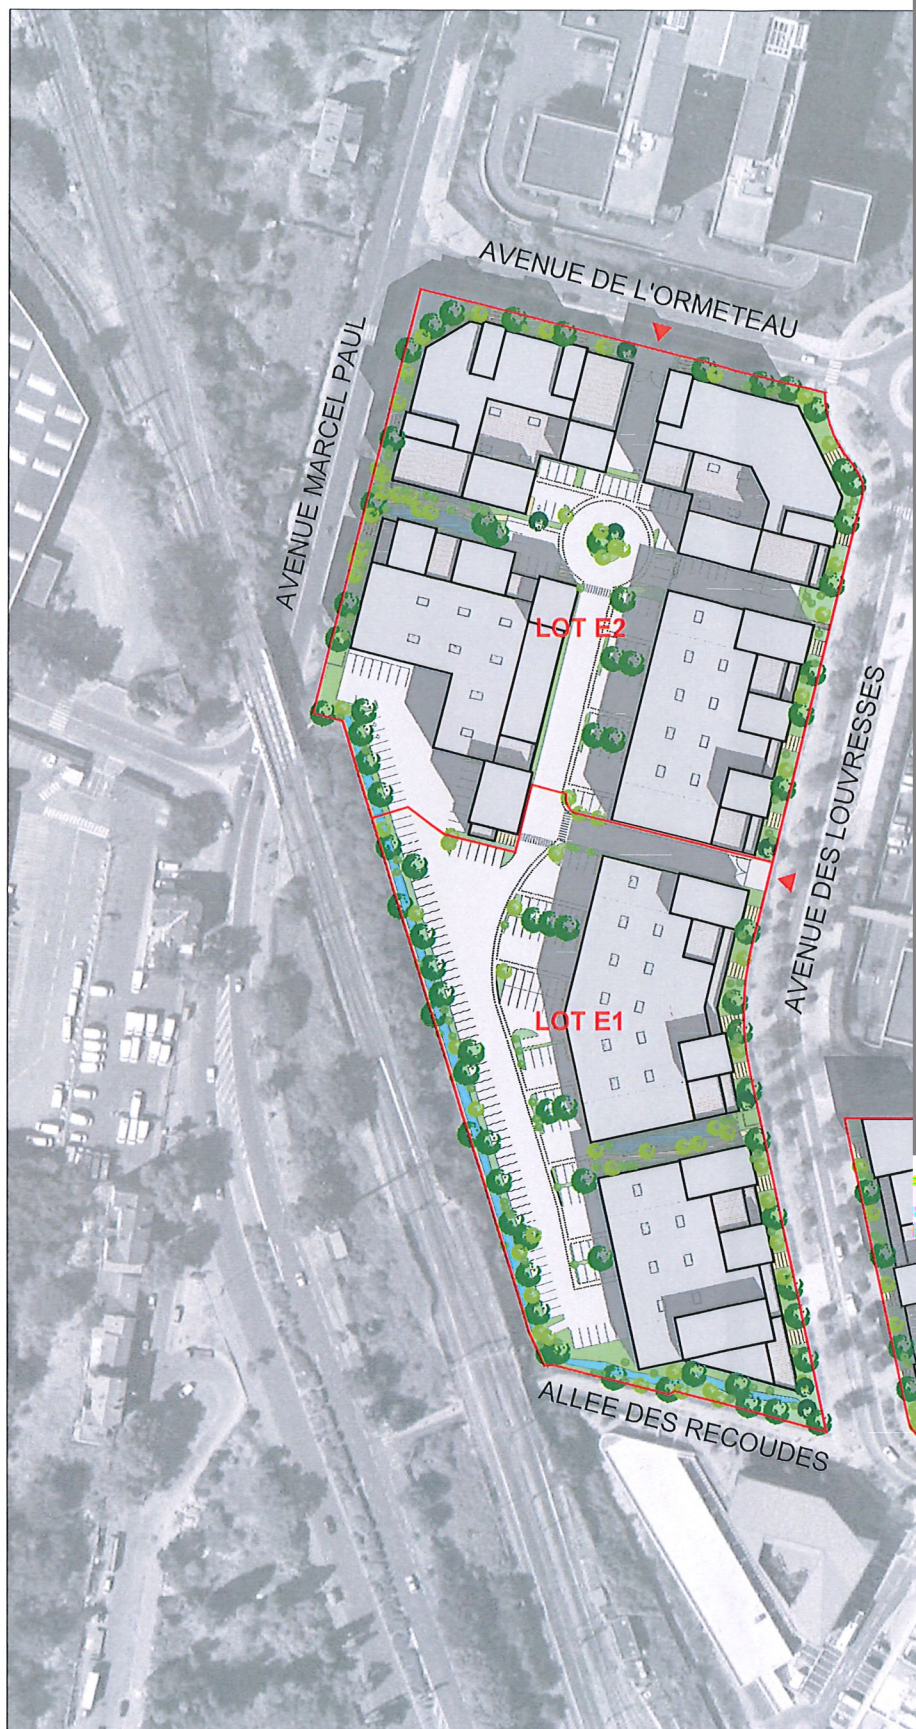 AVENUE DE L'ORMETEAU
AVENUE MARCEL PAUL
LOT E2
AVENUE DES LOUVRESSES
LOT E1
ALLEE DES RECOUDES